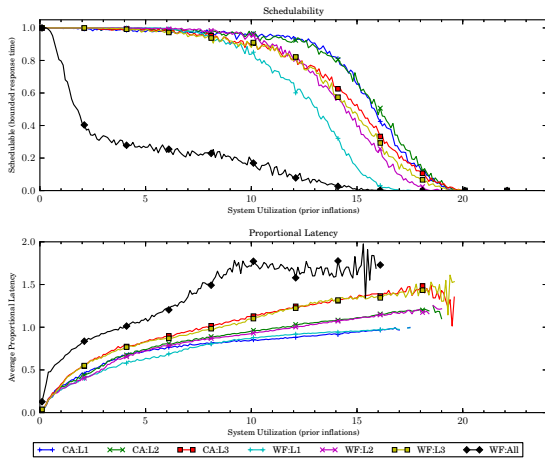 Schedulability
1.0
0.8
0.6
0.4
0.2
0.0
Schedulable (bounded response time)
0 5 10 15 20
System Utilization (prior inflations)
Proportional Latency
2.0
1.5
1.0
0.5
0.0
Average Proportional Latency
0 5 10 15 20
System Utilization (prior inflations)
CA:L1 CA:L2 CA:L3 WF:L1 WF:L2 WF:L3 WF:All